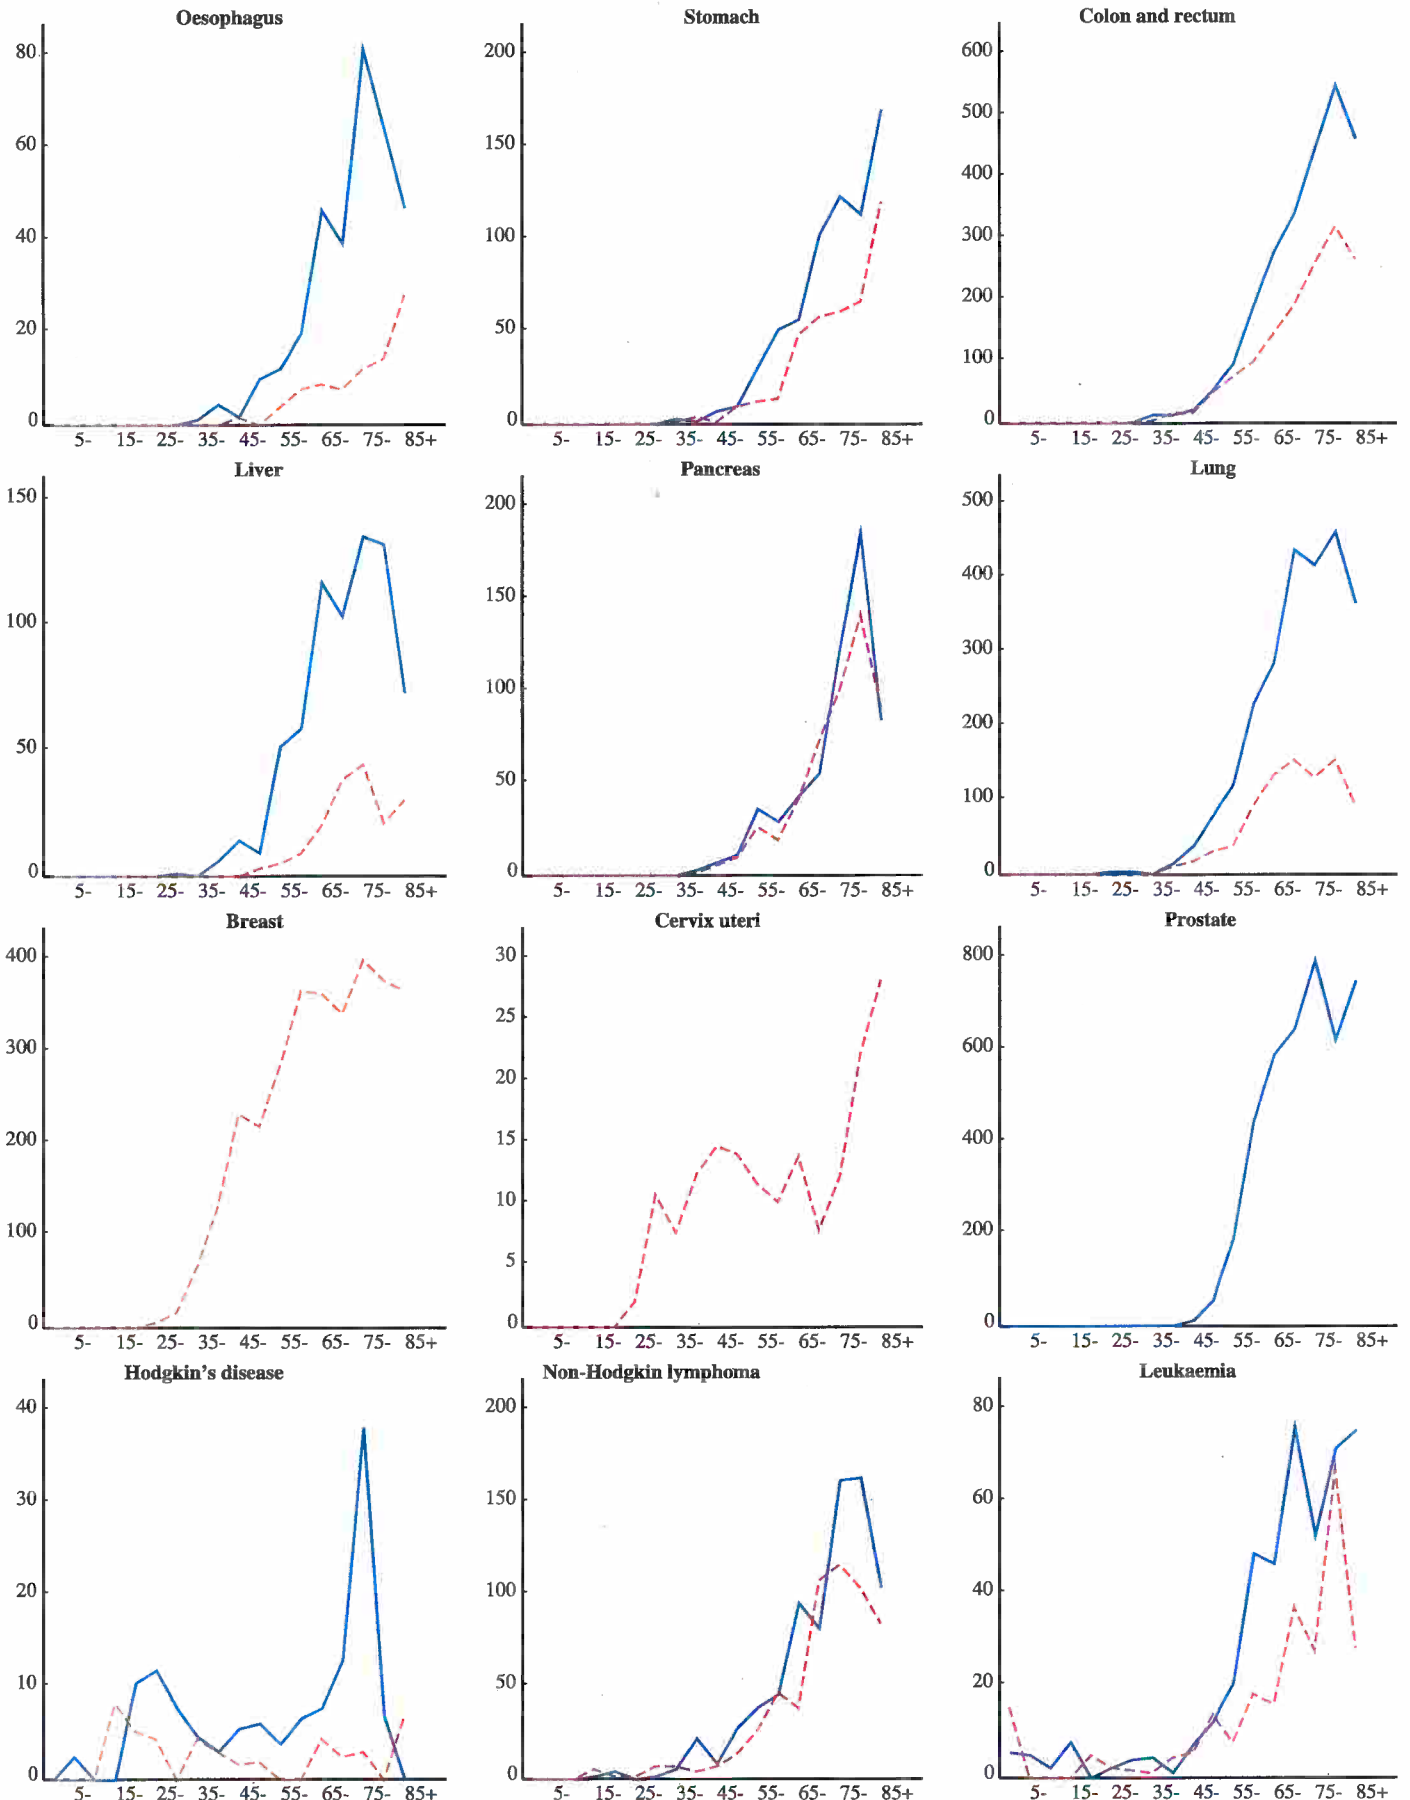 Oesophagus
80
60
40
20
0
5- 15- 25- 35- 45- 55- 65- 75- 85+
Stomach
200
150
100
50
0
5- 15- 25- 35- 45- 55- 65- 75- 85+
Colon and rectum
600
500
400
300
200
100
0
5- 15- 25- 35- 45- 55- 65- 75- 85+
Liver
150
100
50
0
5- 15- 25- 35- 45- 55- 65- 75- 85+
Pancreas
200
150
100
50
0
5- 15- 25- 35- 45- 55- 65- 75- 85+
Lung
500
400
300
200
100
0
5- 15- 25- 35- 45- 55- 65- 75- 85+
Breast
400
300
200
100
0
5- 15- 25- 35- 45- 55- 65- 75- 85+
Cervix uteri
30
25
20
15
10
5
0
5- 15- 25- 35- 45- 55- 65- 75- 85+
Prostate
800
600
400
200
0
5- 15- 25- 35- 45- 55- 65- 75- 85+
Hodgkin's disease
40
30
20
10
0
5- 15- 25- 35- 45- 55- 65- 75- 85+
Non-Hodgkin lymphoma
200
150
100
50
0
5- 15- 25- 35- 45- 55- 65- 75- 85+
Leukaemia
80
60
40
20
0
5- 15- 25- 35- 45- 55- 65- 75- 85+